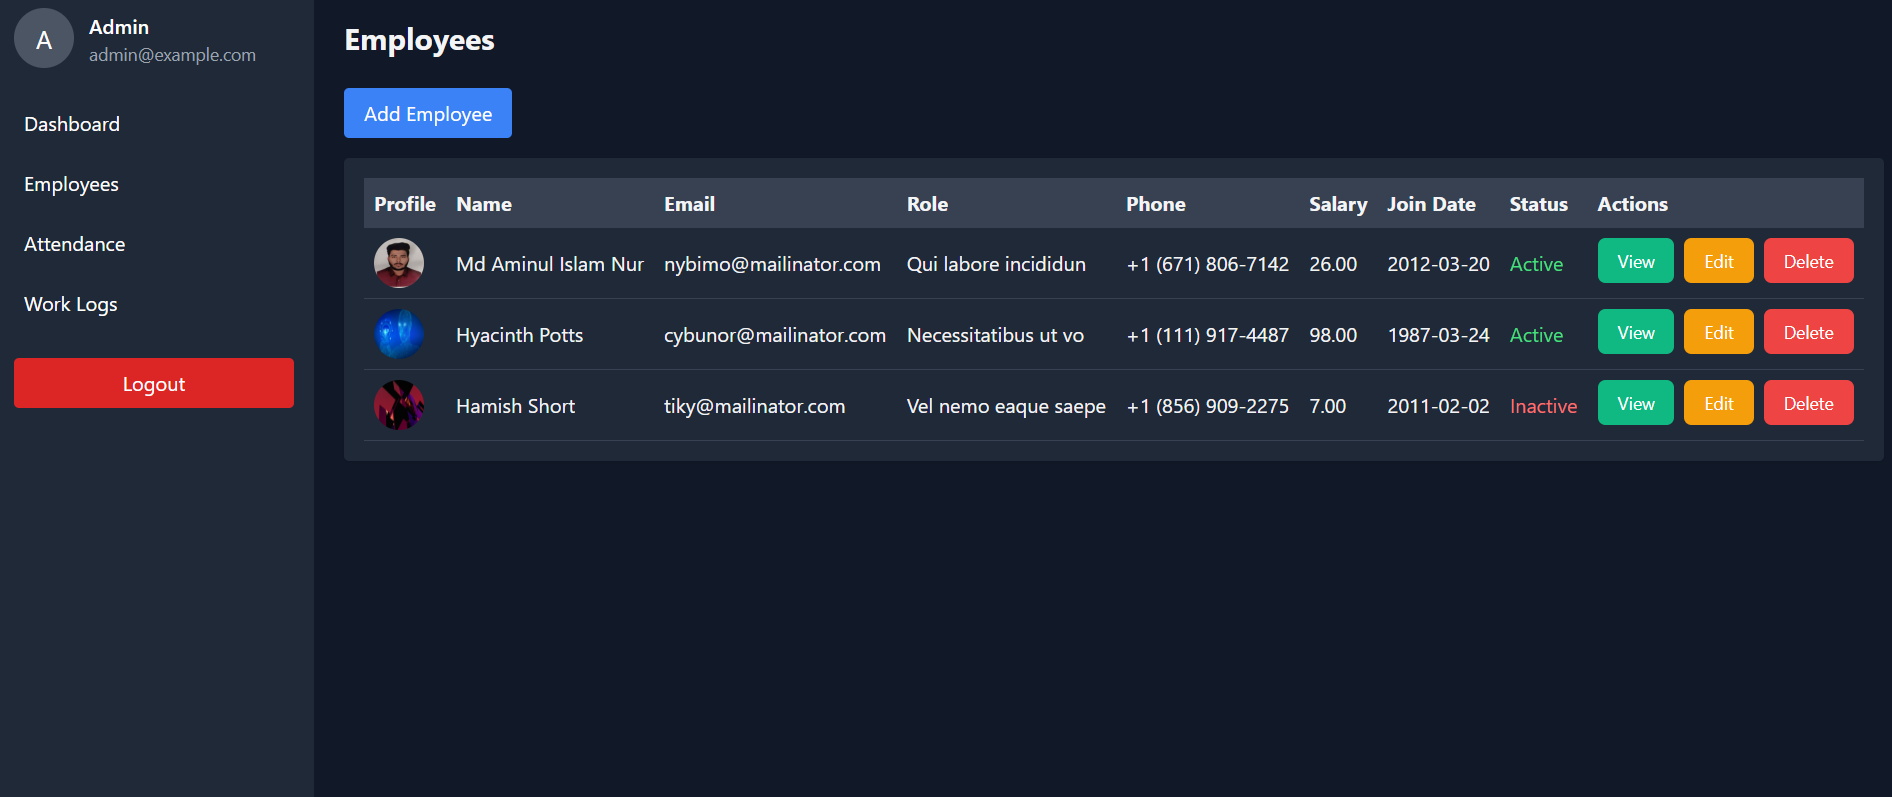 A
Admin
admin@example.com
Dashboard
Employees
Attendance
Work Logs
Logout
Employees
Add Employee
Profile Name Email Role Phone Salary Join Date Status Actions
Md Aminul Islam Nur nybimo@mailinator.com Qui labore incididun +1 (671) 806-7142 26.00 2012-03-20 Active View Edit Delete
Hyacinth Potts cybunor@mailinator.com Necessitatibus ut vo +1 (111) 917-4487 98.00 1987-03-24 Active View Edit Delete
Hamish Short tiky@mailinator.com Vel nemo eaque saepe +1 (856) 909-2275 7.00 2011-02-02 Inactive View Edit Delete